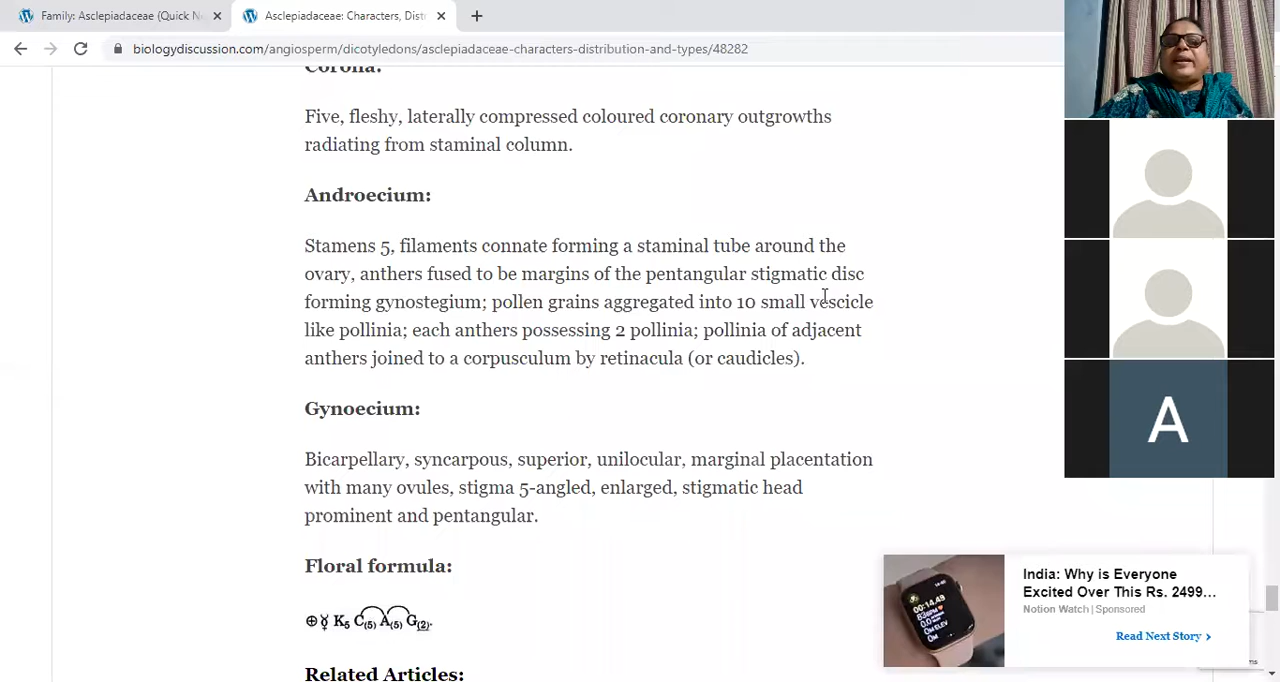 Family: Asclepiadaceae (Quick N
Asclepiadaceae: Characters, Dist
biologydiscussion.com/angiosperm/dicotyledons/asclepiadaceae-characters-distribution-and-types/48282
Corona:
Five, fleshy, laterally compressed coloured coronary outgrowths
radiating from staminal column.
Androecium:
Stamens 5, filaments connate forming a staminal tube around the
ovary, anthers fused to be margins of the pentangular stigmatic disc
forming gynostegium; pollen grains aggregated into 10 small vescicle
like pollinia; each anthers possessing 2 pollinia; pollinia of adjacent
anthers joined to a corpusculum by retinacula (or caudicles).
Gynoecium:
Bicarpellary, syncarpous, superior, unilocular, marginal placentation
with many ovules, stigma 5-angled, enlarged, stigmatic head
prominent and pentangular.
Floral formula:
⊕ ☿ K5 C(5) A(5) G(2).
Related Articles:
A
India: Why is Everyone
Excited Over This Rs. 2499...
Notion Watch | Sponsored
Read Next Story >